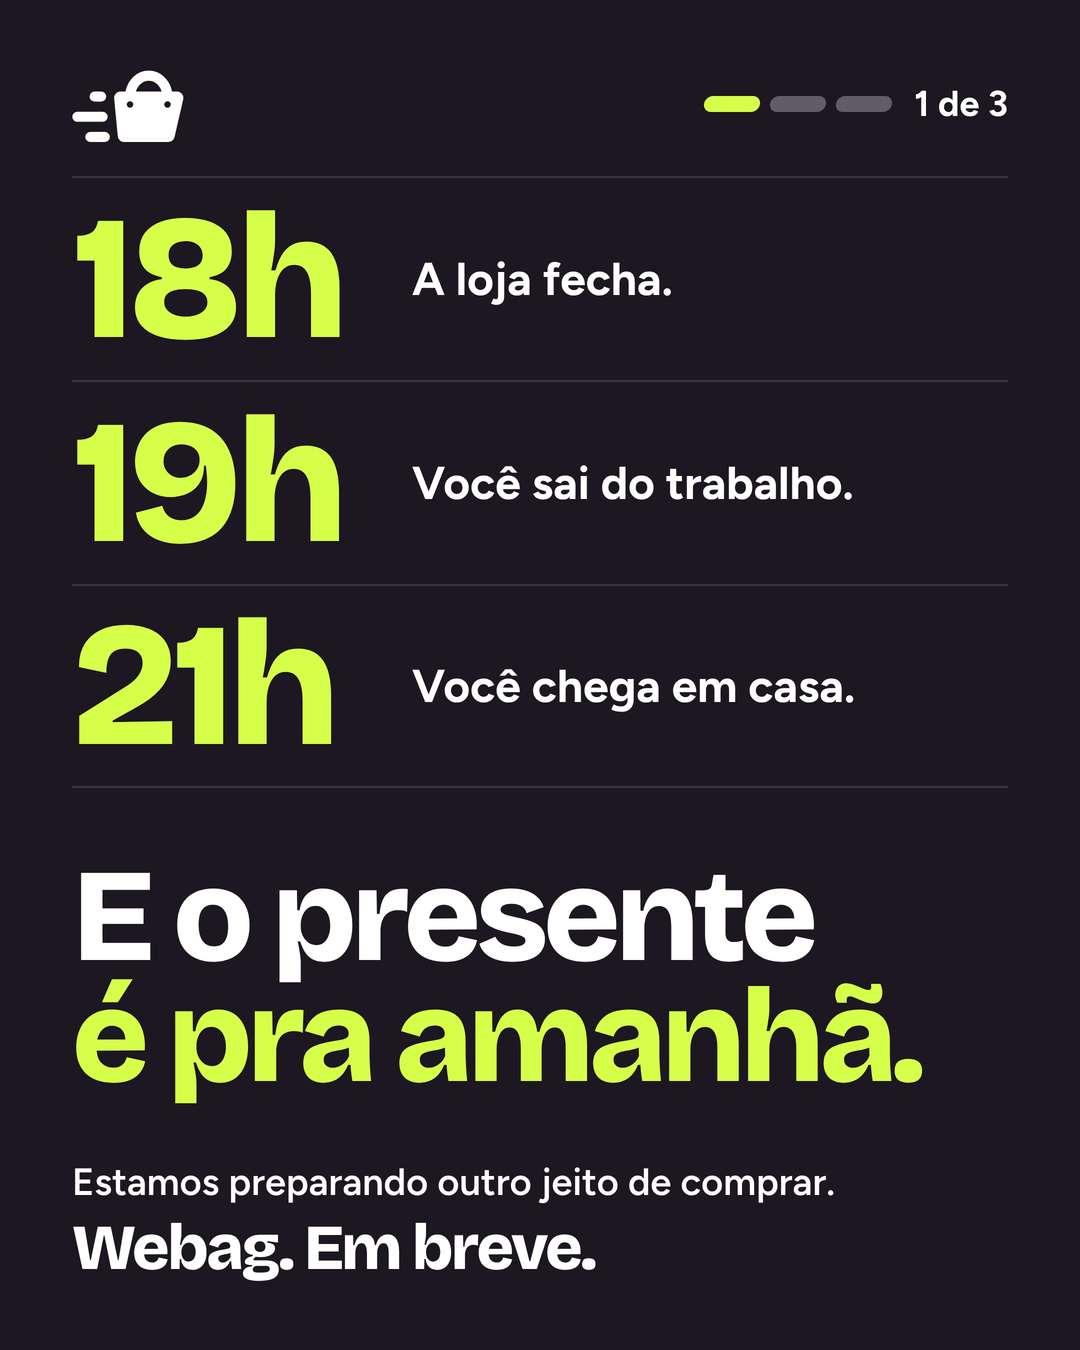 1 de 3
18h
A loja fecha.
19h
Você sai do trabalho.
21h
Você chega em casa.
E o presente
é pra amanhã.
Estamos preparando outro jeito de comprar.
Webag. Em breve.